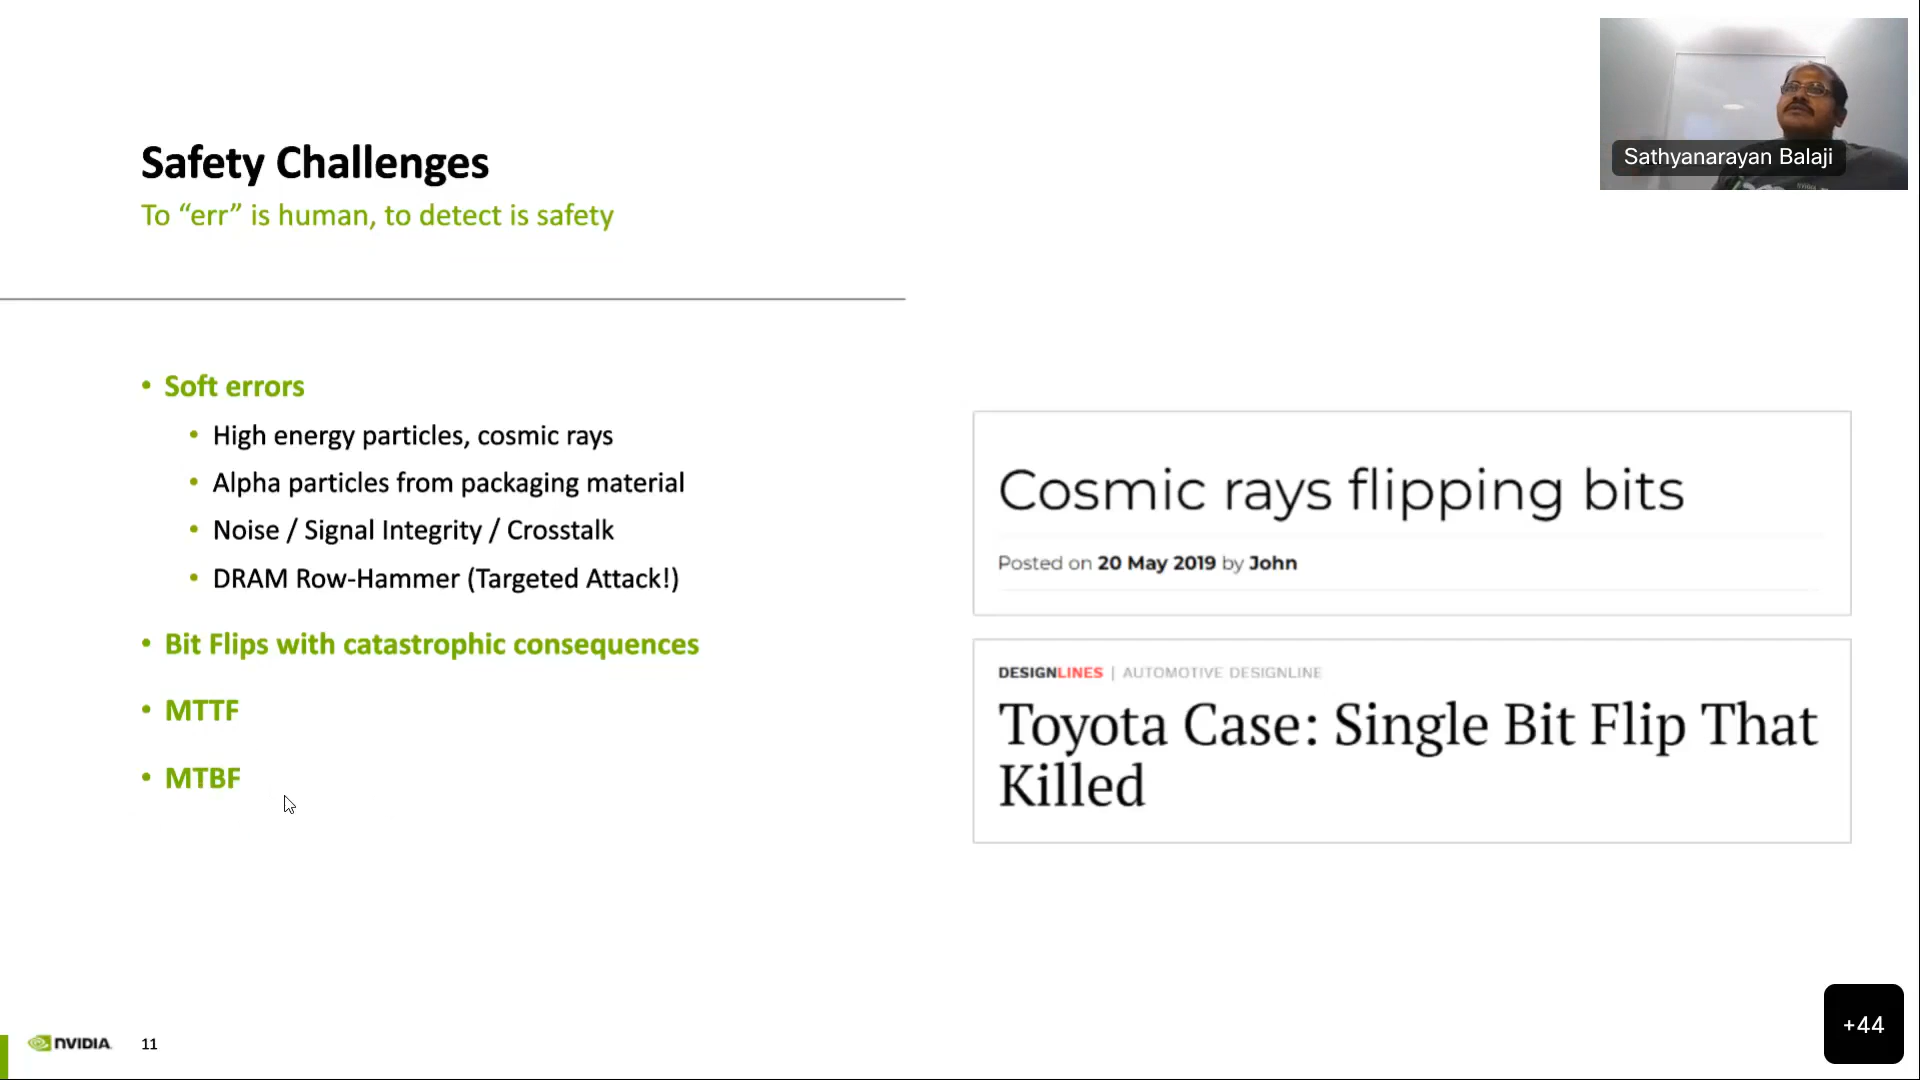 Safety Challenges
To “err” is human, to detect is safety
• Soft errors
• High energy particles, cosmic rays
• Alpha particles from packaging material
• Noise / Signal Integrity / Crosstalk
• DRAM Row-Hammer (Targeted Attack!)
• Bit Flips with catastrophic consequences
• MTTF
• MTBF
Cosmic rays flipping bits
Posted on 20 May 2019 by John
DESIGNLINES | AUTOMOTIVE DESIGNLINE
Toyota Case: Single Bit Flip That
Killed
Sathyanarayan Balaji
NVIDIA
11
+44